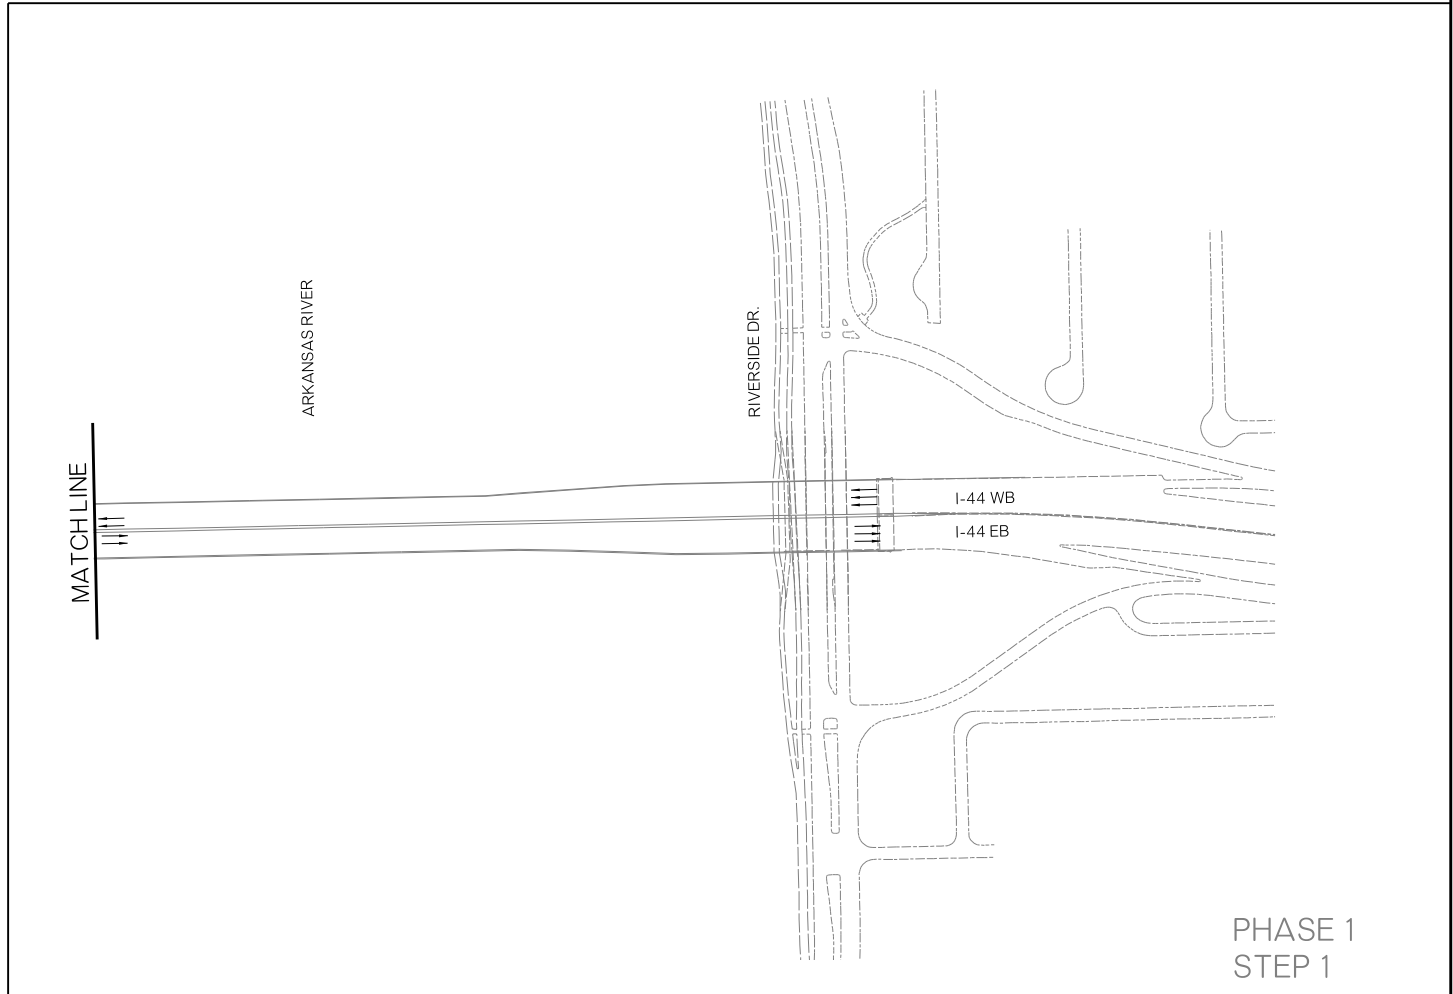 ARKANSAS RIVER
RIVERSIDE DR.
MATCH LINE
I-44 WB
I-44 EB
PHASE 1
STEP 1